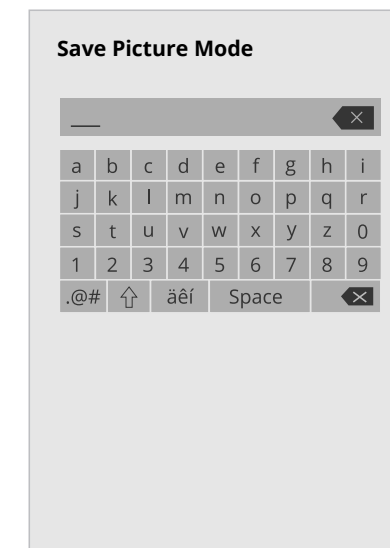 Save Picture Mode
a b c d e f g h i
j k l m n o p q r
s t u v w x y z 0
1 2 3 4 5 6 7 8 9
.@# äêí Space